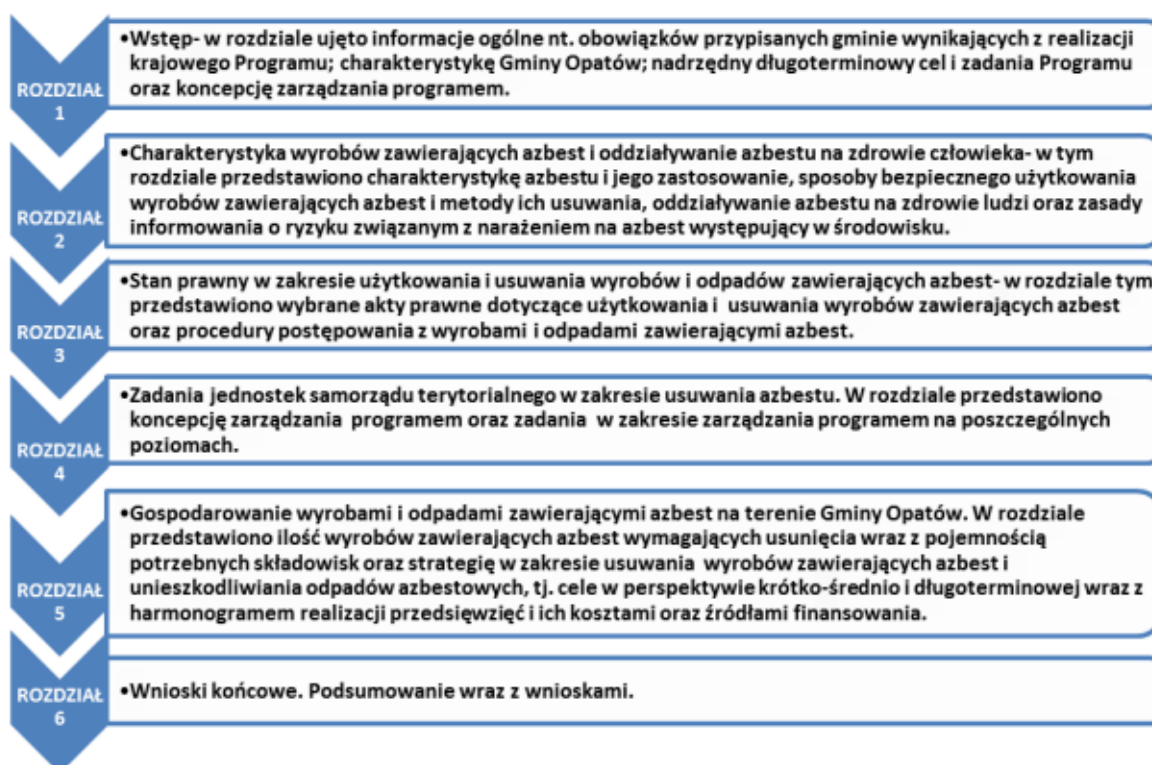 ROZDZIAŁ
1
•Wstęp- w rozdziale ujęto informacje ogólne nt. obowiązków przypisanych gminie wynikających z realizacji
krajowego Programu; charakterystykę Gminy Opatów; nadrzędny długoterminowy cel i zadania Programu
oraz koncepcję zarządzania programem.
ROZDZIAŁ
2
•Charakterystyka wyrobów zawierających azbest i oddziaływanie azbestu na zdrowie człowieka- w tym
rozdziale przedstawiono charakterystykę azbestu i jego zastosowanie, sposoby bezpiecznego użytkowania
wyrobów zawierających azbest i metody ich usuwania, oddziaływanie azbestu na zdrowie ludzi oraz zasady
informowania o ryzyku związanym z narażeniem na azbest występujący w środowisku.
ROZDZIAŁ
3
•Stan prawny w zakresie użytkowania i usuwania wyrobów i odpadów zawierających azbest- w rozdziale tym
przedstawiono wybrane akty prawne dotyczące użytkowania i usuwania wyrobów zawierających azbest
oraz procedury postępowania z wyrobami i odpadami zawierającymi azbest.
ROZDZIAŁ
4
•Zadania jednostek samorządu terytorialnego w zakresie usuwania azbestu. W rozdziale przedstawiono
koncepcję zarządzania programem oraz zadania w zakresie zarządzania programem na poszczególnych
poziomach.
ROZDZIAŁ
5
•Gospodarowanie wyrobami i odpadami zawierającymi azbest na terenie Gminy Opatów. W rozdziale
przedstawiono ilość wyrobów zawierających azbest wymagających usunięcia wraz z pojemnością
potrzebnych składowisk oraz strategię w zakresie usuwania wyrobów zawierających azbest i
unieszkodliwiania odpadów azbestowych, tj. cele w perspektywie krótko-średnio i długoterminowej wraz z
harmonogramem realizacji przedsięwzięć i ich kosztami oraz źródłami finansowania.
ROZDZIAŁ
6
•Wnioski końcowe. Podsumowanie wraz z wnioskami.